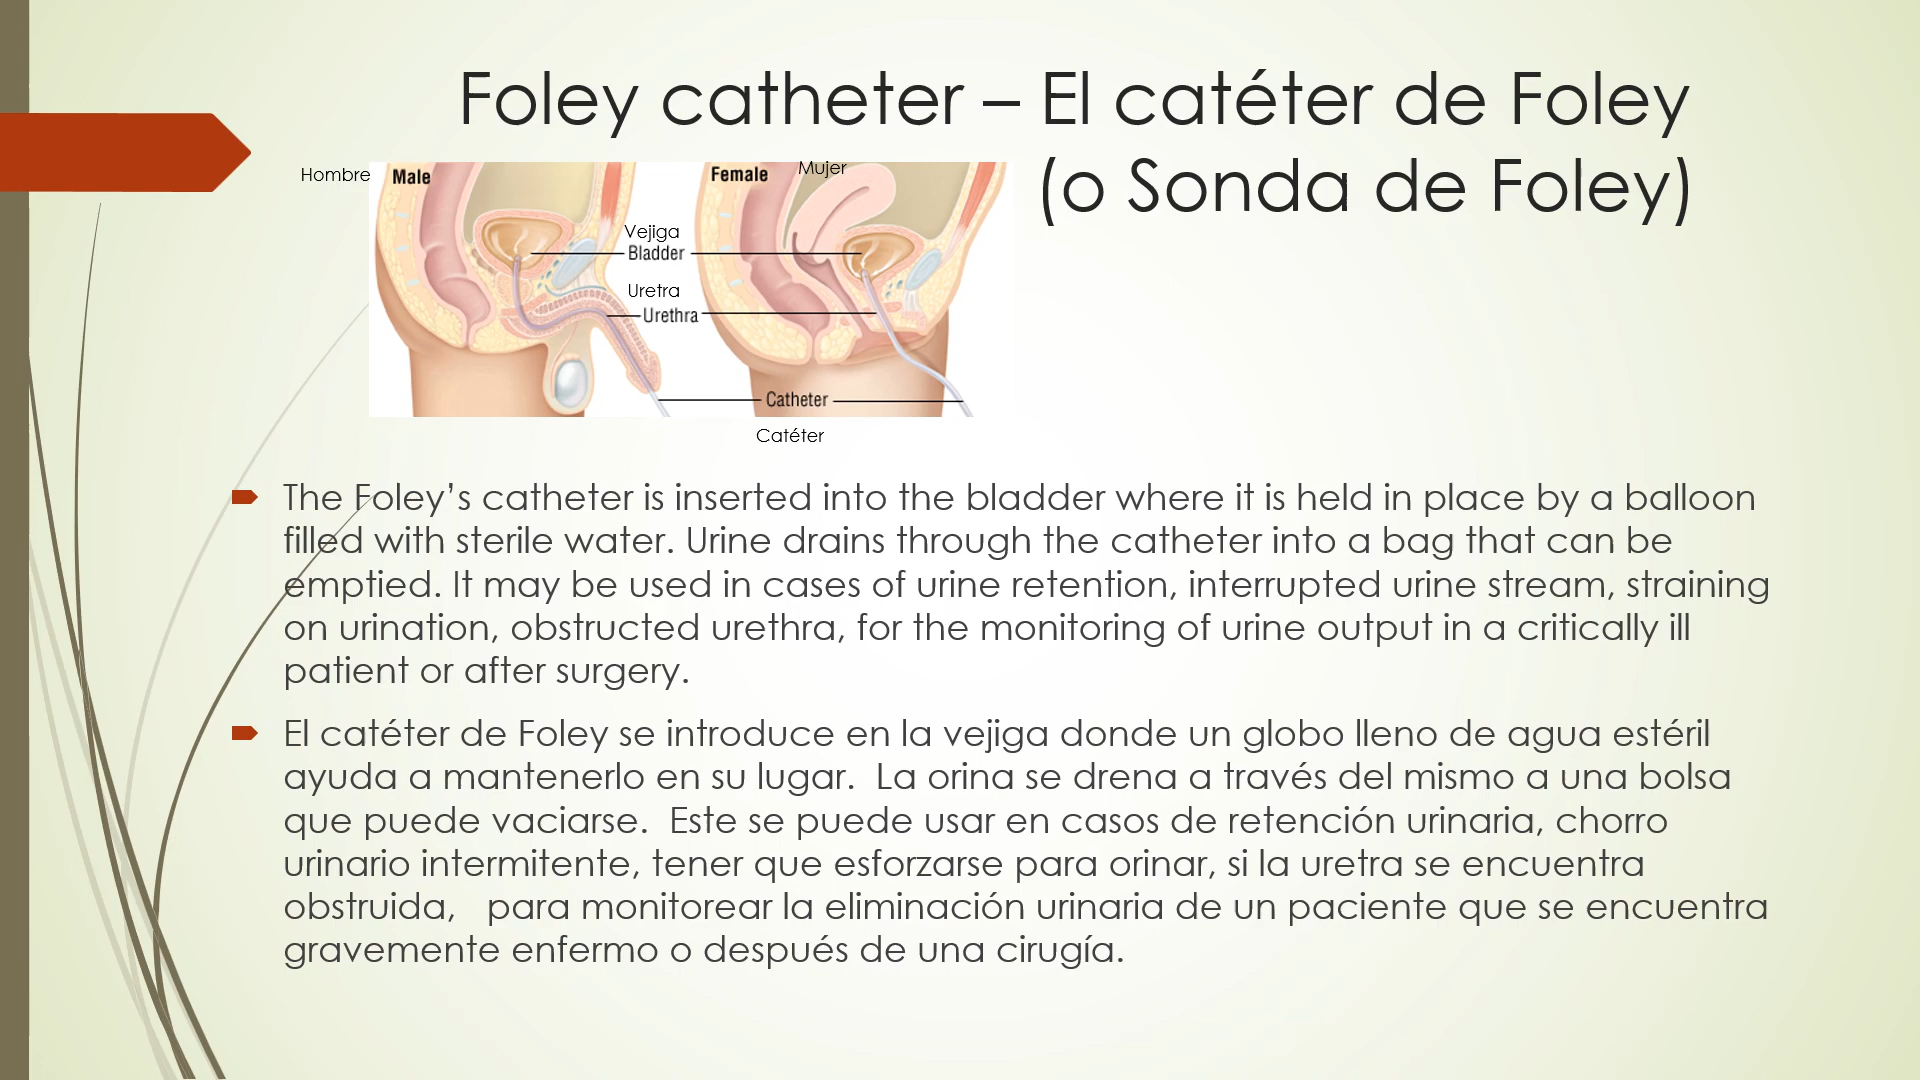 Foley catheter – El catéter de Foley
(o Sonda de Foley)
Hombre
Male
Female
Mujer
Vejiga
Bladder
Uretra
Urethra
Catheter
Catéter
The Foley’s catheter is inserted into the bladder where it is held in place by a balloon
filled with sterile water. Urine drains through the catheter into a bag that can be
emptied. It may be used in cases of urine retention, interrupted urine stream, straining
on urination, obstructed urethra, for the monitoring of urine output in a critically ill
patient or after surgery.
El catéter de Foley se introduce en la vejiga donde un globo lleno de agua estéril
ayuda a mantenerlo en su lugar.  La orina se drena a través del mismo a una bolsa
que puede vaciarse.  Este se puede usar en casos de retención urinaria, chorro
urinario intermitente, tener que esforzarse para orinar, si la uretra se encuentra
obstruida,   para monitorear la eliminación urinaria de un paciente que se encuentra
gravemente enfermo o después de una cirugía.